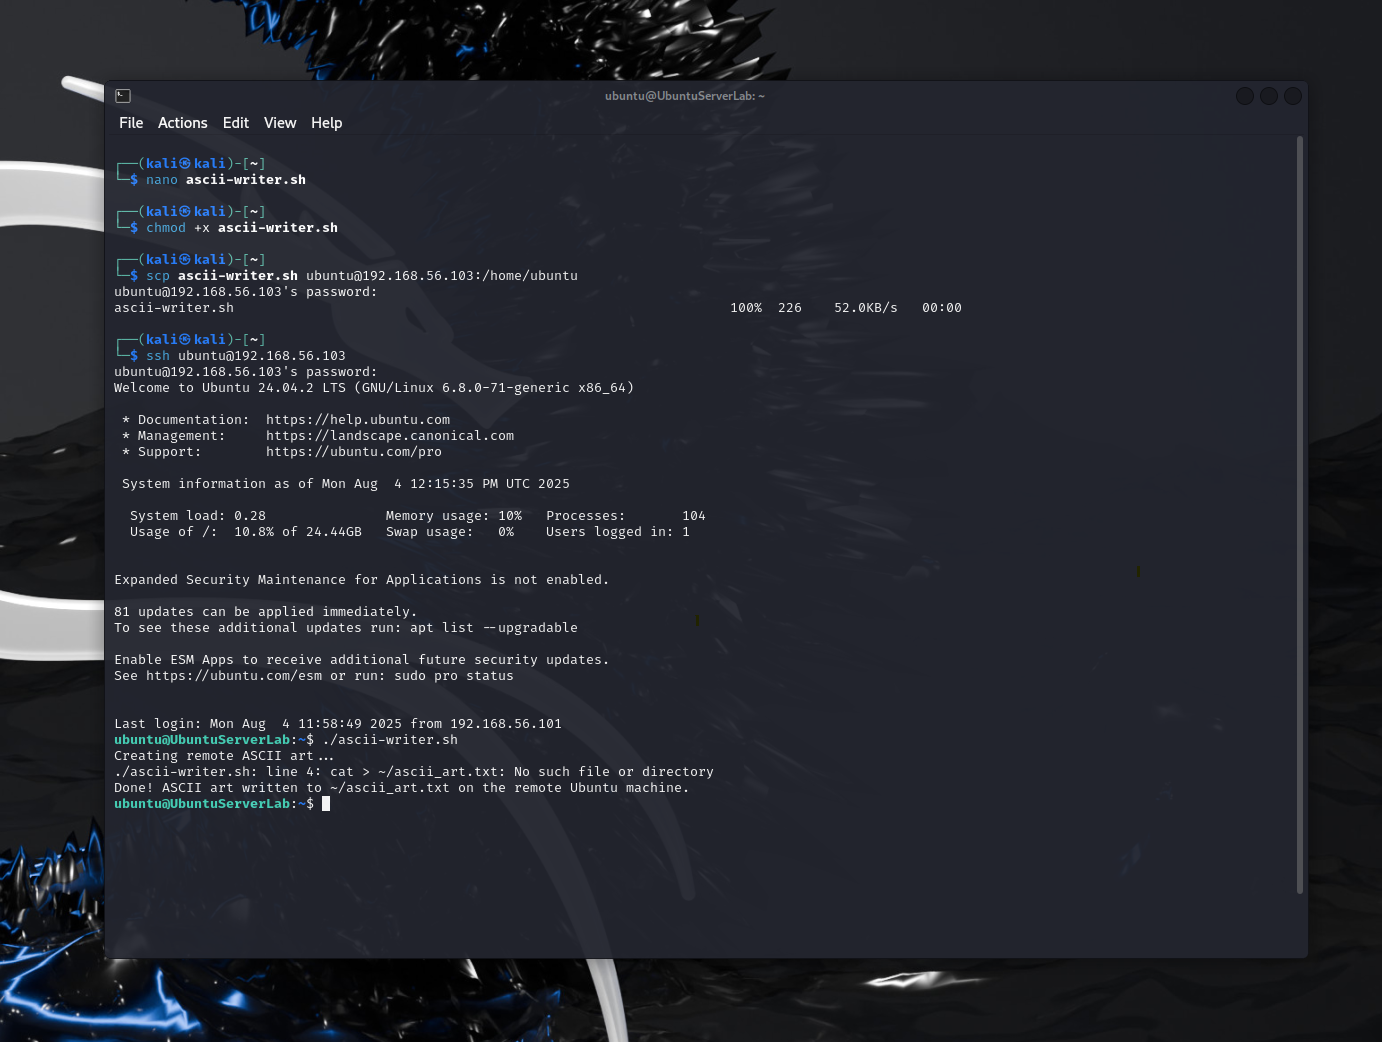 ubuntu@UbuntuServerLab: ~
File Actions Edit View Help
┌──(kali㉿kali)-[~]
└─$ nano ascii-writer.sh
┌──(kali㉿kali)-[~]
└─$ chmod +x ascii-writer.sh
┌──(kali㉿kali)-[~]
└─$ scp ascii-writer.sh ubuntu@192.168.56.103:/home/ubuntu
ubuntu@192.168.56.103's password:
ascii-writer.sh 100% 226 52.0KB/s 00:00
┌──(kali㉿kali)-[~]
└─$ ssh ubuntu@192.168.56.103
ubuntu@192.168.56.103's password:
Welcome to Ubuntu 24.04.2 LTS (GNU/Linux 6.8.0-71-generic x86_64)
* Documentation: https://help.ubuntu.com
* Management: https://landscape.canonical.com
* Support: https://ubuntu.com/pro
System information as of Mon Aug 4 12:15:35 PM UTC 2025
System load: 0.28 Memory usage: 10% Processes: 104
Usage of /: 10.8% of 24.44GB Swap usage: 0% Users logged in: 1
Expanded Security Maintenance for Applications is not enabled.
81 updates can be applied immediately.
To see these additional updates run: apt list --upgradable
Enable ESM Apps to receive additional future security updates.
See https://ubuntu.com/esm or run: sudo pro status
Last login: Mon Aug 4 11:58:49 2025 from 192.168.56.101
ubuntu@UbuntuServerLab:~$ ./ascii-writer.sh
Creating remote ASCII art...
./ascii-writer.sh: line 4: cat > ~/ascii_art.txt: No such file or directory
Done! ASCII art written to ~/ascii_art.txt on the remote Ubuntu machine.
ubuntu@UbuntuServerLab:~$